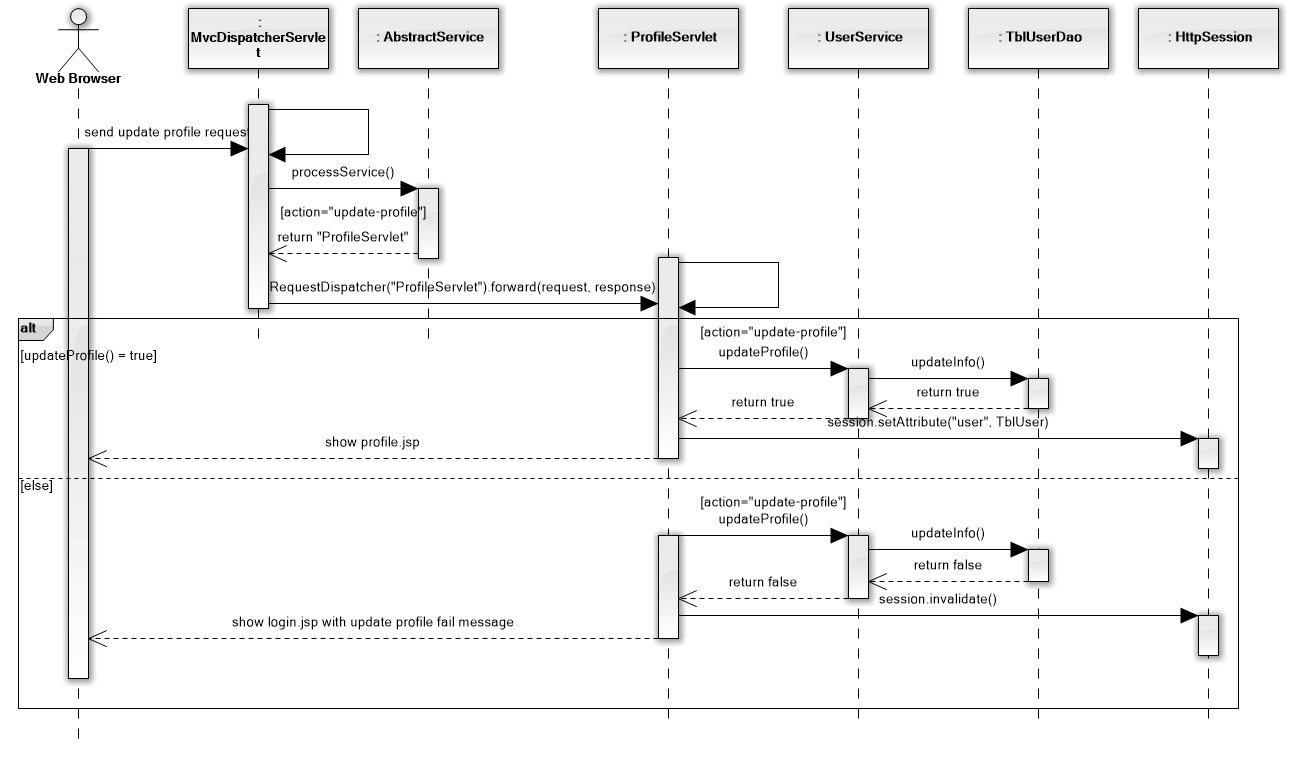 :
MvcDispatcherServle
t
: AbstractService
: ProfileServlet
: UserService
: TblUserDao
: HttpSession
Web Browser
send update profile request
processService()
[action="update-profile"]
return "ProfileServlet"
RequestDispatcher("ProfileServlet").forward(request, response)
alt
[updateProfile() = true]
[action="update-profile"]
updateProfile()
updateInfo()
return true
return true
session.setAttribute("user", TblUser)
show profile.jsp
[else]
[action="update-profile"]
updateProfile()
updateInfo()
return false
return false
session.invalidate()
show login.jsp with update profile fail message